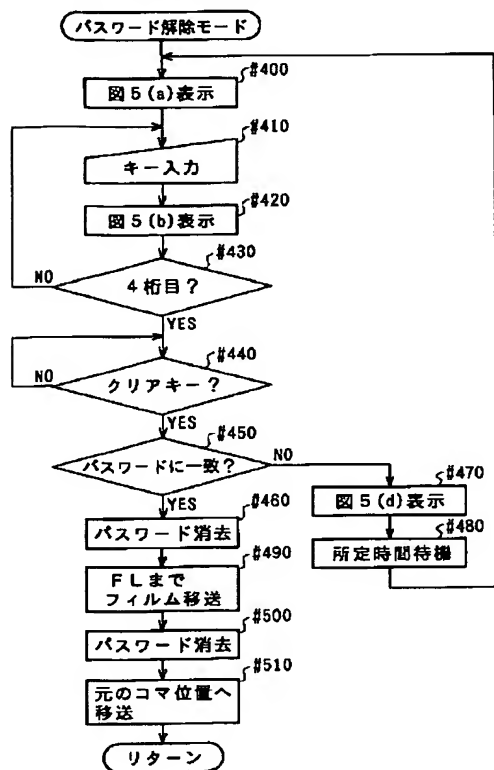 パスワード解除モード
#400
図5(a)表示
#410
キー入力
#420
図5(b)表示
#430
4桁目?
NO
YES
#440
クリアキー?
NO
YES
#450
パスワードに一致?
NO
YES
#460
パスワード消去
#470
図5(d)表示
#480
所定時間待機
#490
FLまで
フィルム移送
#500
パスワード消去
#510
元のコマ位置へ
移送
リターン